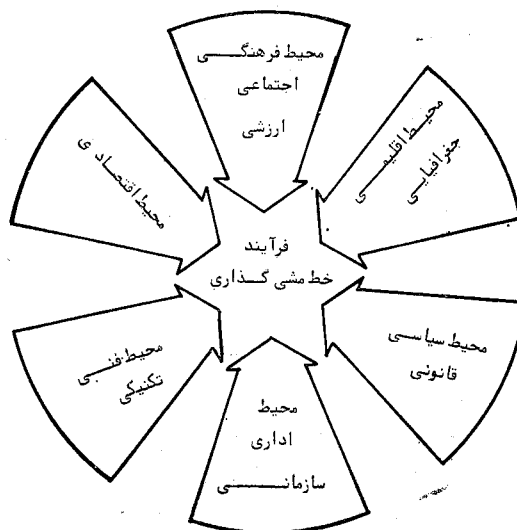 محیط فرهنگی
اجتماعی
ارزشی
محیط اقلیمی
جغرافیایی
محیط اقتصادی
فرآیند
خط مشی گذاری
محیط سیاسی
قانونی
محیط فنی
تکنیکی
محیط
اداری
سازمانی